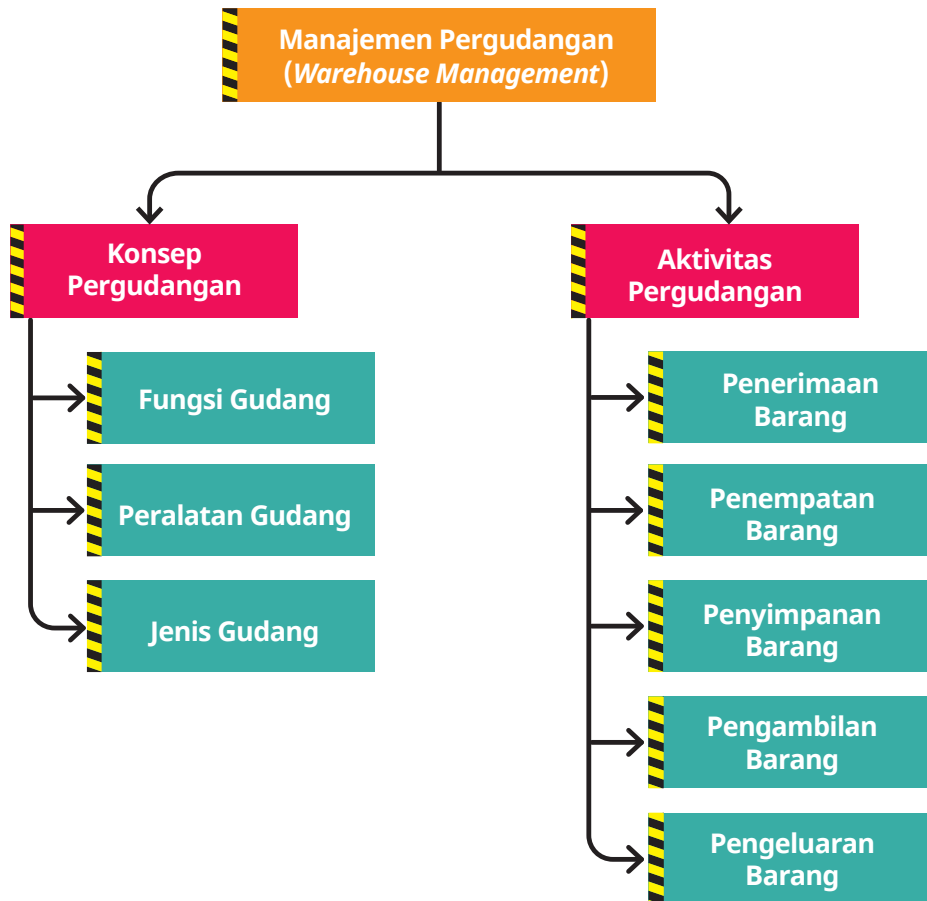 Manajemen Pergudangan
(Warehouse Management)
Konsep
Pergudangan
Fungsi Gudang
Peralatan Gudang
Jenis Gudang
Aktivitas
Pergudangan
Penerimaan
Barang
Penempatan
Barang
Penyimpanan
Barang
Pengambilan
Barang
Pengeluaran
Barang